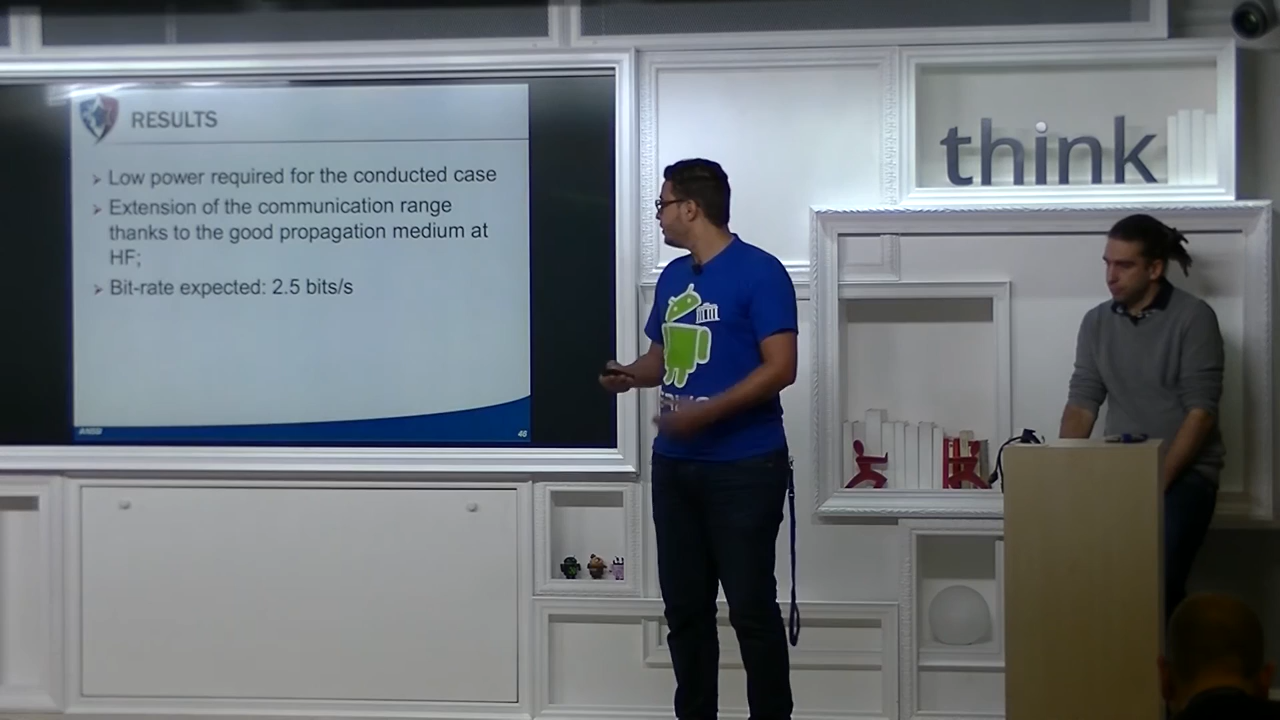 RESULTS
Low power required for the conducted case
Extension of the communication range
thanks to the good propagation medium at
HF;
Bit-rate expected: 2.5 bits/s
ANSSI
46
think